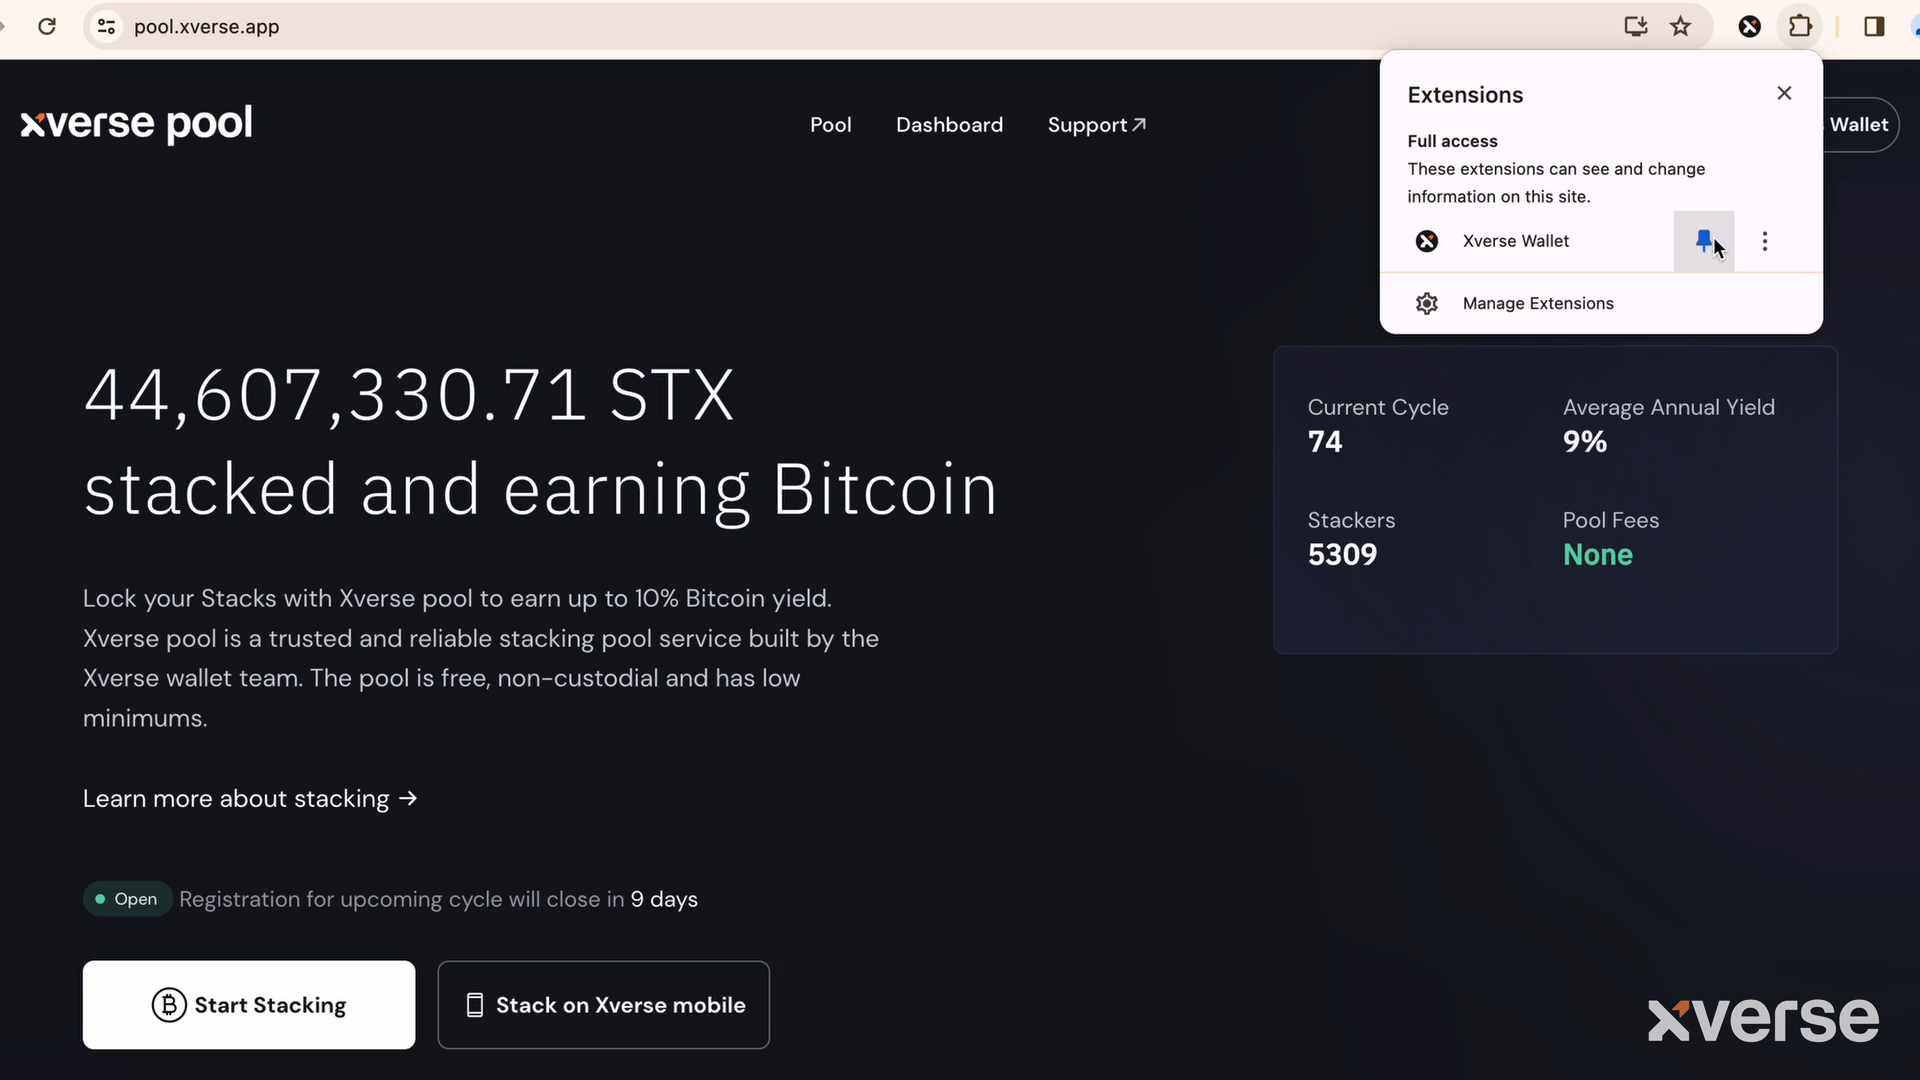 pool.xverse.app
xverse pool
Pool
Dashboard
Support
Wallet
Extensions
Full access
These extensions can see and change
information on this site.
Xverse Wallet
Manage Extensions
44,607,330.71 STX
stacked and earning Bitcoin
Current Cycle
74
Average Annual Yield
9%
Stackers
5309
Pool Fees
None
Lock your Stacks with Xverse pool to earn up to 10% Bitcoin yield.
Xverse pool is a trusted and reliable stacking pool service built by the
Xverse wallet team. The pool is free, non-custodial and has low
minimums.
Learn more about stacking →
Open Registration for upcoming cycle will close in 9 days
Start Stacking
Stack on Xverse mobile
xverse